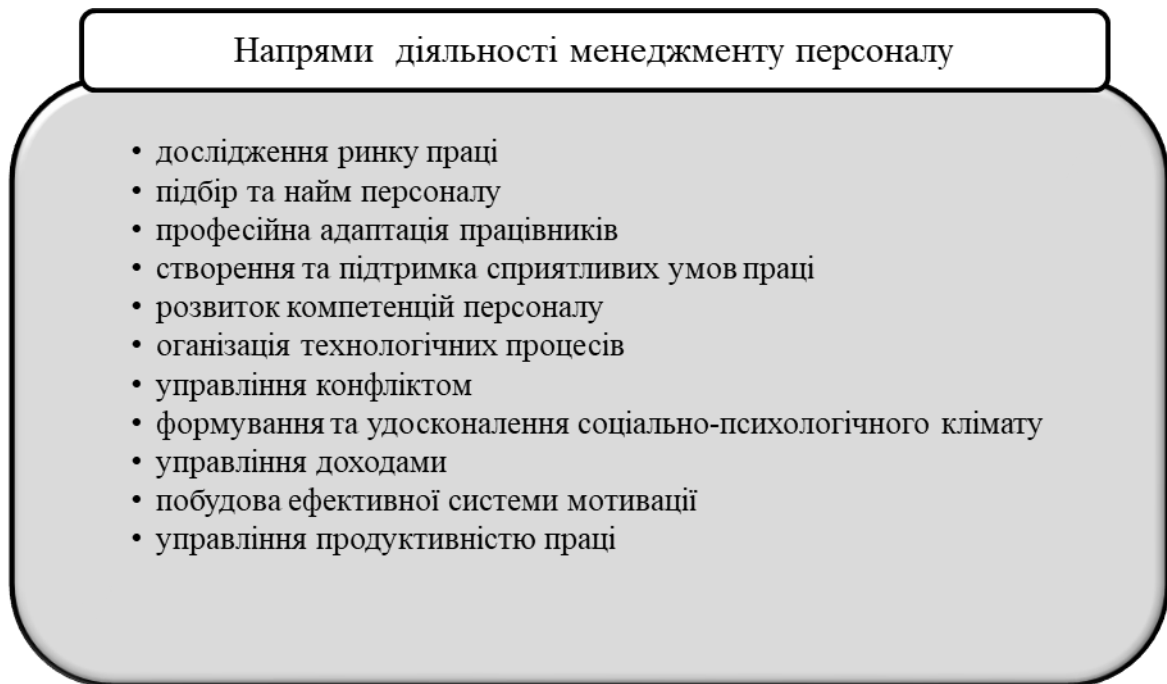 Напрями діяльності менеджменту персоналу
• дослідження ринку праці
• підбір та найм персоналу
• професійна адаптація працівників
• створення та підтримка сприятливих умов праці
• розвиток компетенцій персоналу
• оганізація технологічних процесів
• управління конфліктом
• формування та удосконалення соціально-психологічного клімату
• управління доходами
• побудова ефективної системи мотивації
• управління продуктивністю праці